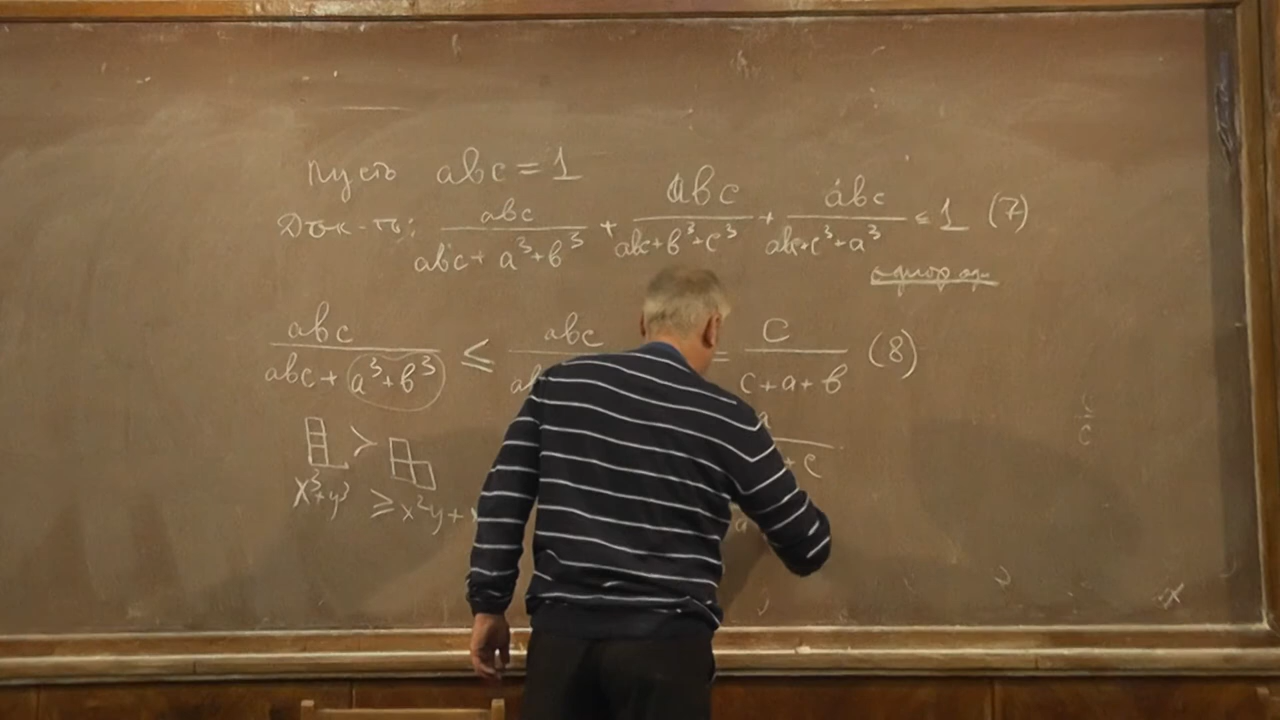 Пусть abc = 1
Док-ть: abc/(abc + a³ + b³) + abc/(abc + b³ + c³) + abc/(abc + c³ + a³) ≤ 1 (7)
abc/(abc + (a³ + b³)) ≤ abc/ab = c/(c + a + b) (8)
>
+ c
x³ + y³ ≥ x²y +
a
c/c